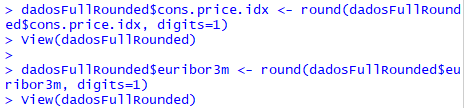 > dadosFullRounded$cons.price.idx <- round(dadosFullRound
ed$cons.price.idx, digits=1)
> View(dadosFullRounded)
>
> dadosFullRounded$euribor3m <- round(dadosFullRounded$eu
ribor3m, digits=1)
> View(dadosFullRounded)